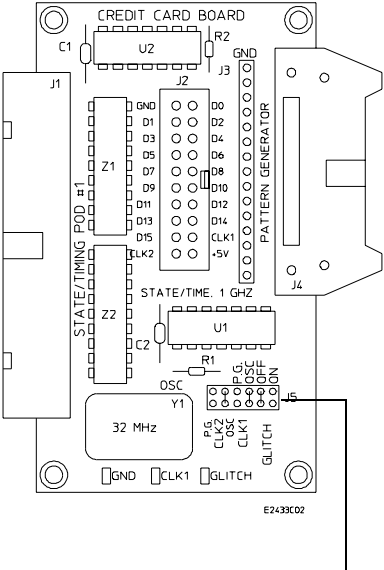 CREDIT CARD BOARD
C1
U2
R2
GND
J1
J2
J3
GND D0
D1 D2
D3 D4
D5 D6
D7 D8
D9 D10
D11 D12
D13 D14
D15 CLK1
CLK2 +5V
Z1
STATE/TIMING POD #1
PATTERN GENERATOR
J4
STATE/TIME. 1 GHZ
Z2
C2
U1
R1
OSC
Y1
32 MHz
P.G.
OSC
OFF
ON
J5
P.G.
CLK2
OSC
CLK1
GLITCH
GND
CLK1
GLITCH
E2433C02